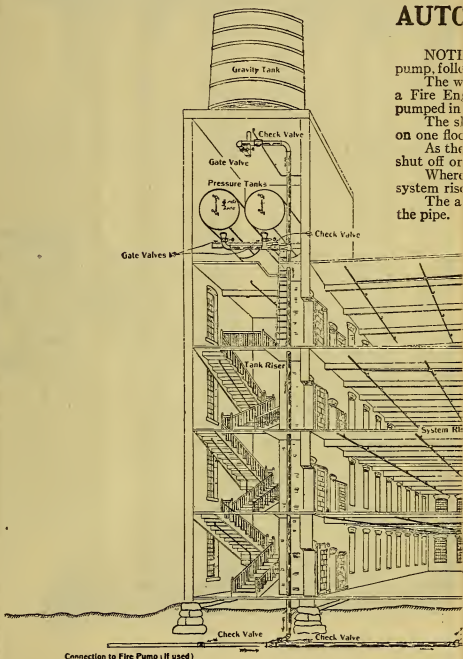 AUTO
NOTE
pump, follo
The w
a Fire Eng
pumped in
The sl
on one floo
As the
shut off or
Where
system rise
The a
the pipe.
Gravity Tank
Check Valve
Gate Valve
Pressure Tanks
Check Valve
Gate Valves
Tank Riser
System Ris
Check Valve
Check Valve
Connection to Fire Pump (If used)